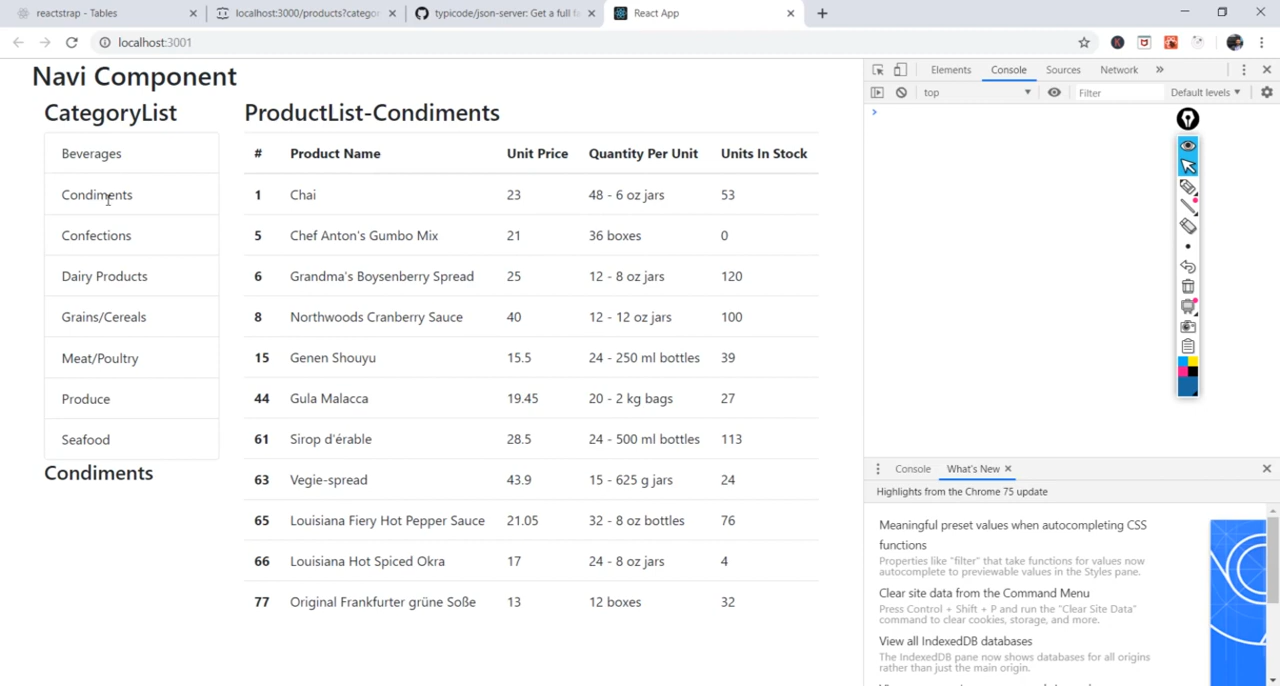 reactstrap - Tables
localhost:3000/products?categor
typicode/json-server: Get a full fa
React App
localhost:3001
Navi Component
CategoryList
Beverages
Condiments
Confections
Dairy Products
Grains/Cereals
Meat/Poultry
Produce
Seafood
Condiments
ProductList-Condiments
# Product Name Unit Price Quantity Per Unit Units In Stock
1 Chai 23 48 - 6 oz jars 53
5 Chef Anton's Gumbo Mix 21 36 boxes 0
6 Grandma's Boysenberry Spread 25 12 - 8 oz jars 120
8 Northwoods Cranberry Sauce 40 12 - 12 oz jars 100
15 Genen Shouyu 15.5 24 - 250 ml bottles 39
44 Gula Malacca 19.45 20 - 2 kg bags 27
61 Sirop d'érable 28.5 24 - 500 ml bottles 113
63 Vegie-spread 43.9 15 - 625 g jars 24
65 Louisiana Fiery Hot Pepper Sauce 21.05 32 - 8 oz bottles 76
66 Louisiana Hot Spiced Okra 17 24 - 8 oz jars 4
77 Original Frankfurter grüne Soße 13 12 boxes 32
Elements Console Sources Network »
top Filter Default levels
Console What's New
Highlights from the Chrome 75 update
Meaningful preset values when autocompleting CSS
functions
Properties like "filter" that take functions for values now
autocomplete to previewable values in the Styles pane.
Clear site data from the Command Menu
Press Control + Shift + P and run the "Clear Site Data"
command to clear cookies, storage, and more.
View all IndexedDB databases
The IndexedDB pane now shows databases for all origins
rather than just the main origin.